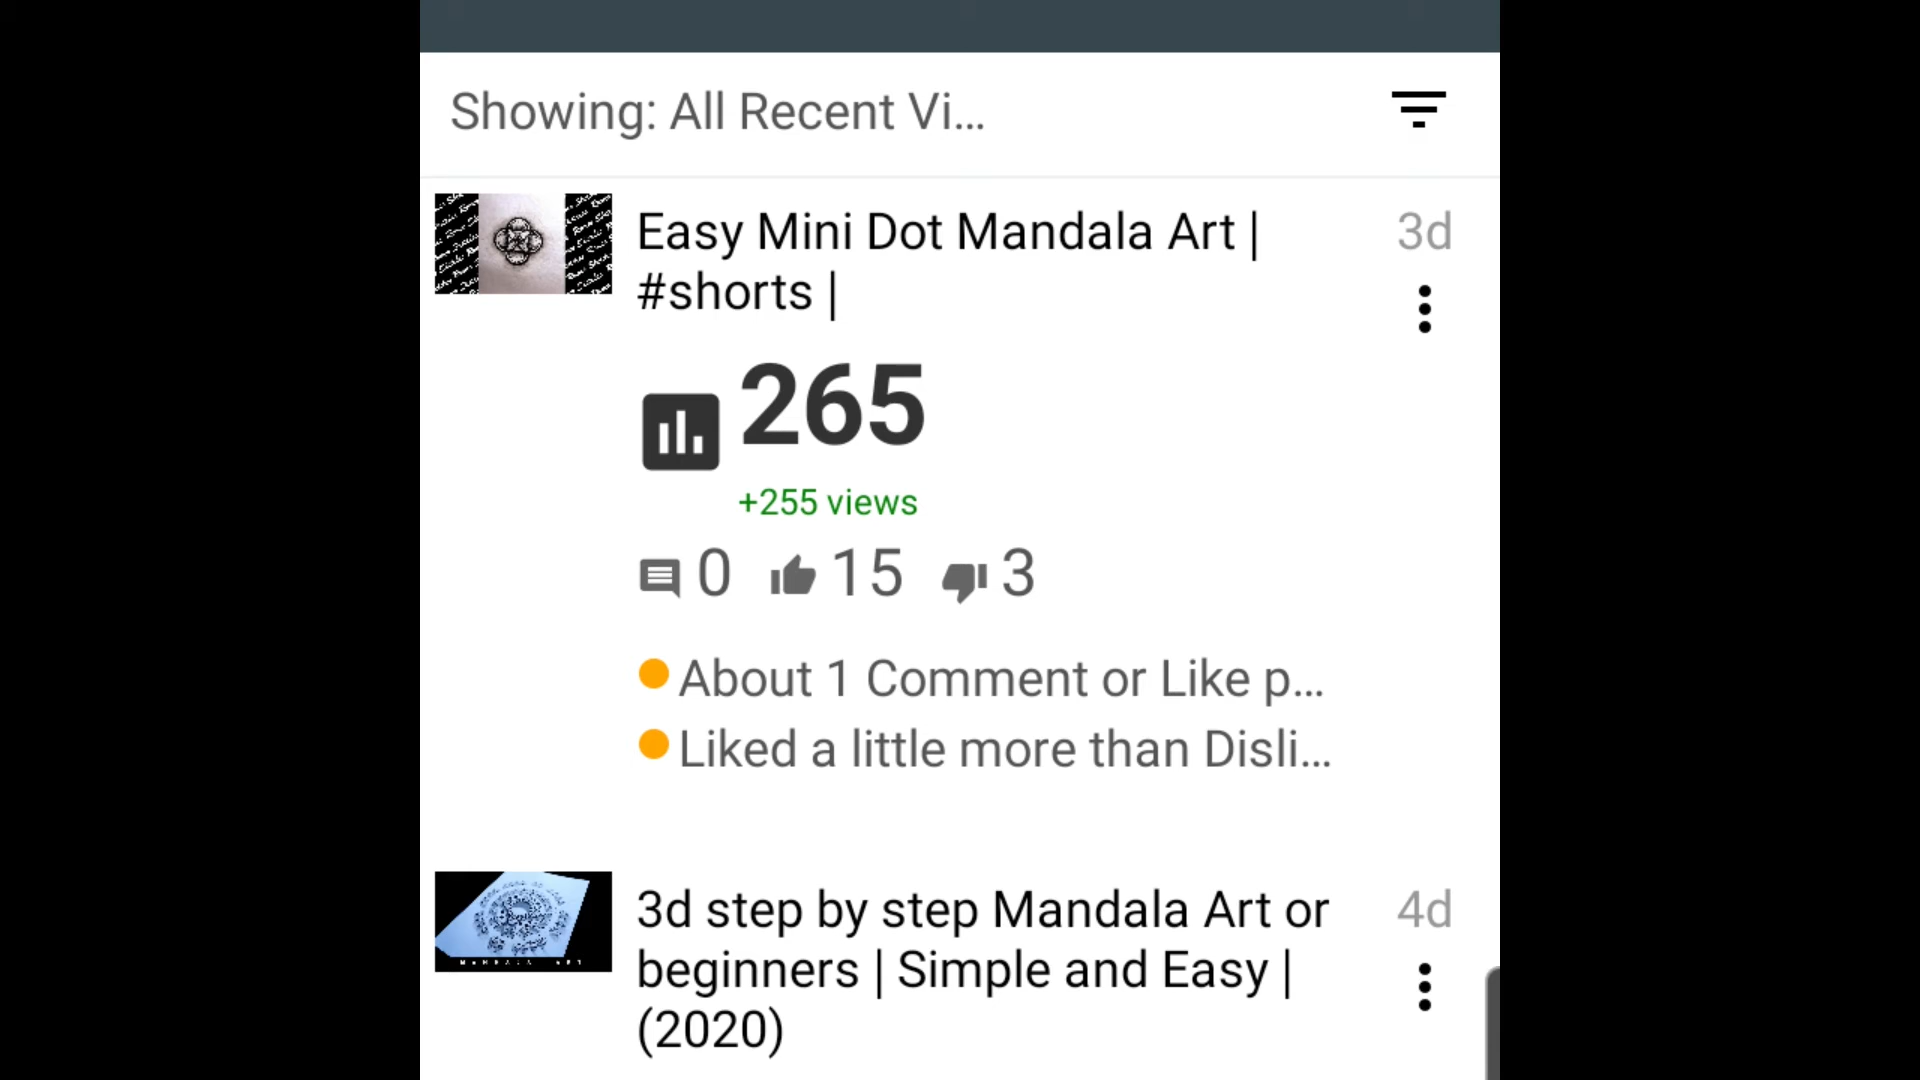 Showing: All Recent Vi...
Easy Mini Dot Mandala Art |
3d
#shorts |
265
+255 views
0 15 3
About 1 Comment or Like p...
Liked a little more than Disli...
3d step by step Mandala Art or
4d
beginners | Simple and Easy |
(2020)
MANDALA ART